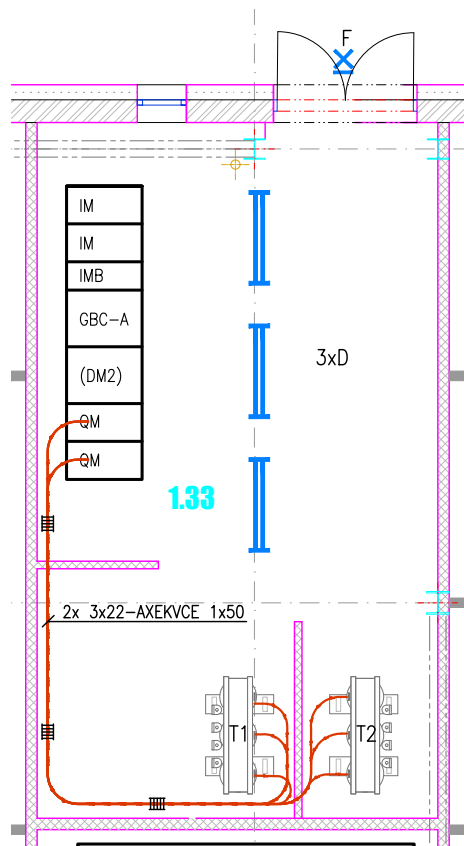 F
IM
IM
IMB
GBC-A
3xD
(DM2)
QM
QM
1.33
2x 3x22-AXEKVCE 1x50
T1
T2